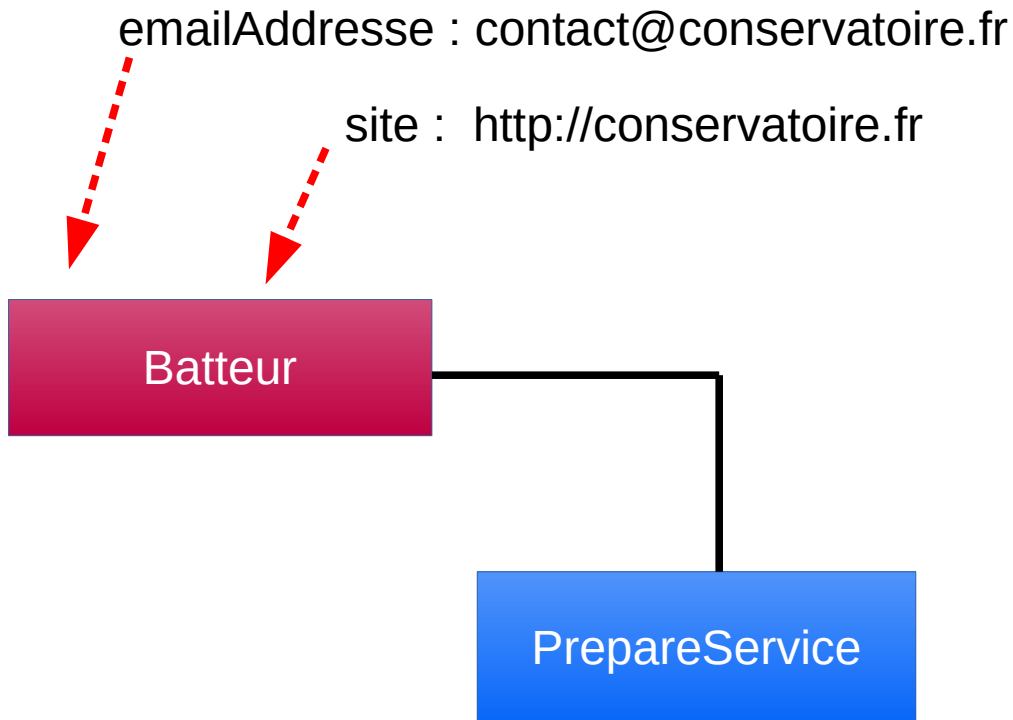 emailAddresse : contact@conservatoire.fr
site :  http://conservatoire.fr
Batteur
PrepareService